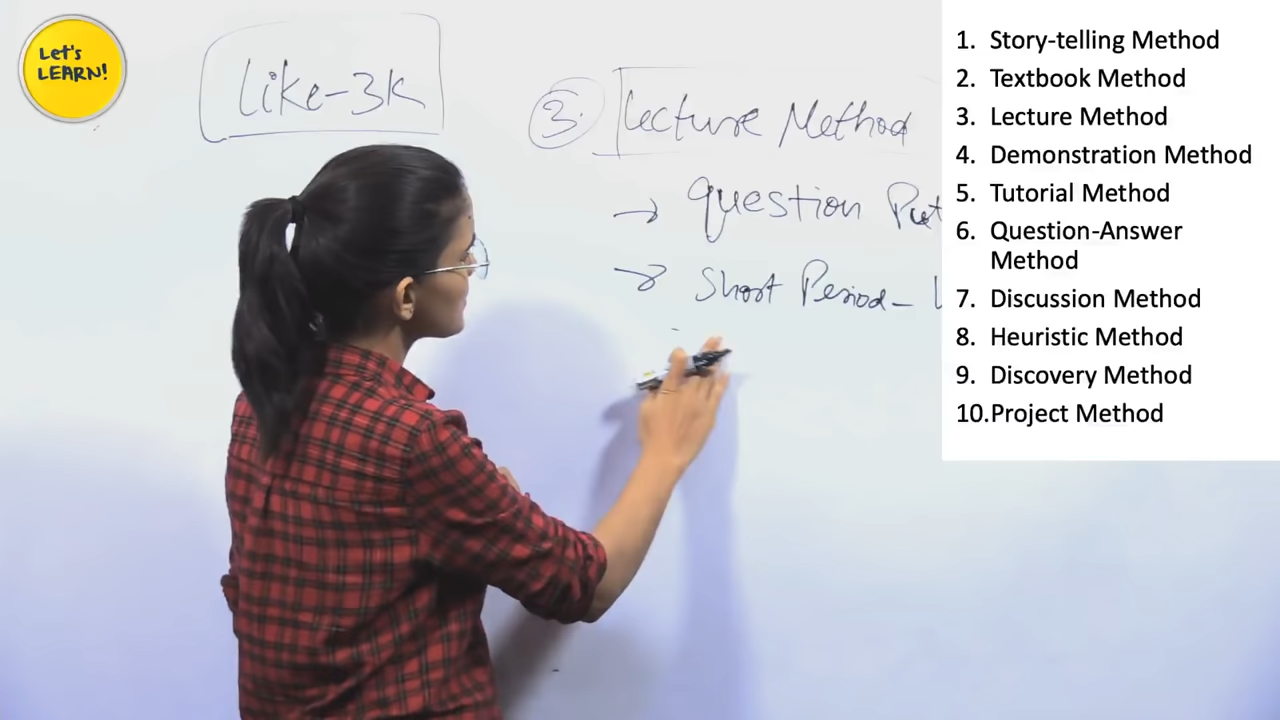 Let's
LEARN!
Like-3K
3. Lecture Method
→ Question Put
→ Short Period-
1. Story-telling Method
2. Textbook Method
3. Lecture Method
4. Demonstration Method
5. Tutorial Method
6. Question-Answer
Method
7. Discussion Method
8. Heuristic Method
9. Discovery Method
10.Project Method